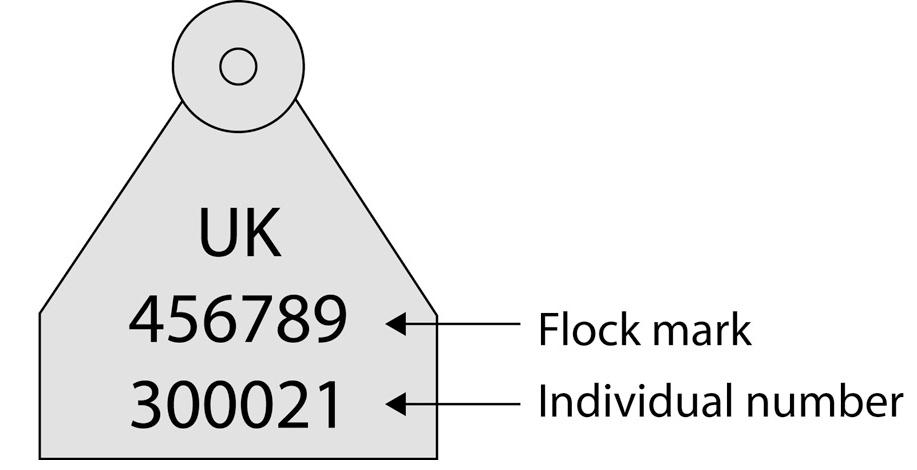 UK
456789
Flock mark
300021
Individual number